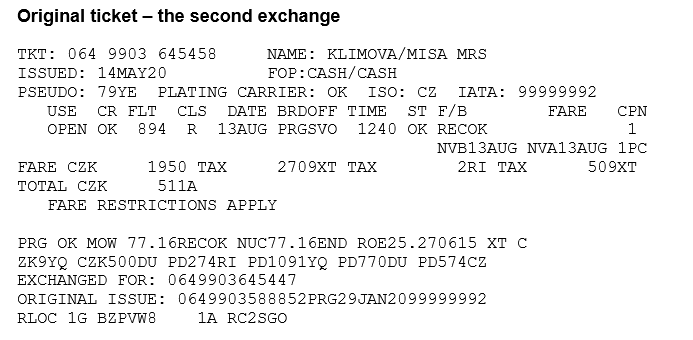 Original ticket – the second exchange
TKT: 064 9903 645458 NAME: KLIMOVA/MISA MRS
ISSUED: 14MAY20 FOP:CASH/CASH
PSEUDO: 79YE PLATING CARRIER: OK ISO: CZ IATA: 99999992
USE CR FLT CLS DATE BRDOFF TIME ST F/B FARE CPN
OPEN OK 894 R 13AUG PRGSVO 1240 OK RECOK 1
NVB13AUG NVA13AUG 1PC
FARE CZK 1950 TAX 2709XT TAX 2RI TAX 509XT
TOTAL CZK 511A
FARE RESTRICTIONS APPLY
PRG OK MOW 77.16RECOK NUC77.16END ROE25.270615 XT C
ZK9YQ CZK500DU PD274RI PD1091YQ PD770DU PD574CZ
EXCHANGED FOR: 0649903645447
ORIGINAL ISSUE: 0649903588852PRG29JAN2099999992
RLOC 1G BZPVW8 1A RC2SGO